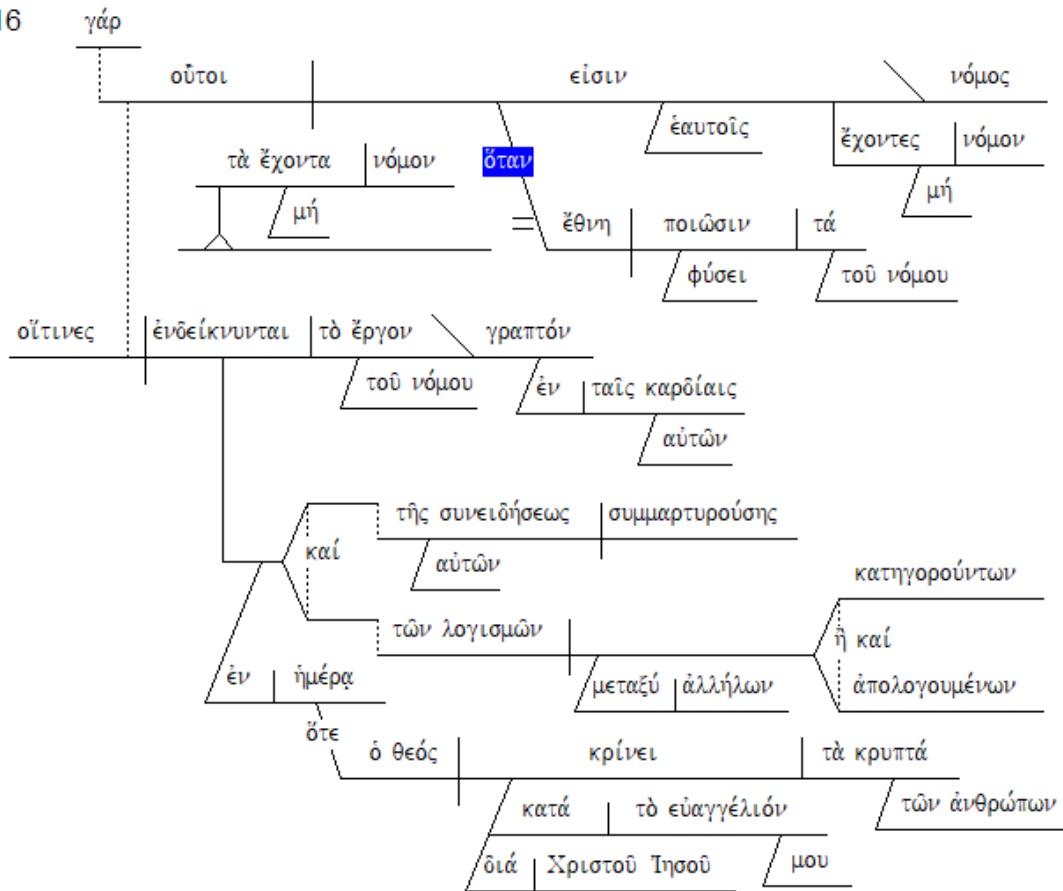 16 γάρ
οὗτοι εἰσιν νόμος
ἑαυτοῖς ἔχοντες νόμον
τὰ ἔχοντα νόμον ὅταν
μή μή
ἔθνη ποιῶσιν τά
φύσει τοῦ νόμου
οἵτινες ἐνδείκνυνται τὸ ἔργον γραπτόν
τοῦ νόμου ἐν ταῖς καρδίαις
αὐτῶν
τῆς συνειδήσεως συμμαρτυρούσης
καί
αὐτῶν
κατηγορούντων
τῶν λογισμῶν ἢ καί
μεταξύ ἀλλήλων ἀπολογουμένων
ἐν ἡμέρᾳ
ὅτε
ὁ θεός κρίνει τὰ κρυπτά
κατά τὸ εὐαγγέλιόν τῶν ἀνθρώπων
διά Χριστοῦ Ἰησοῦ μου